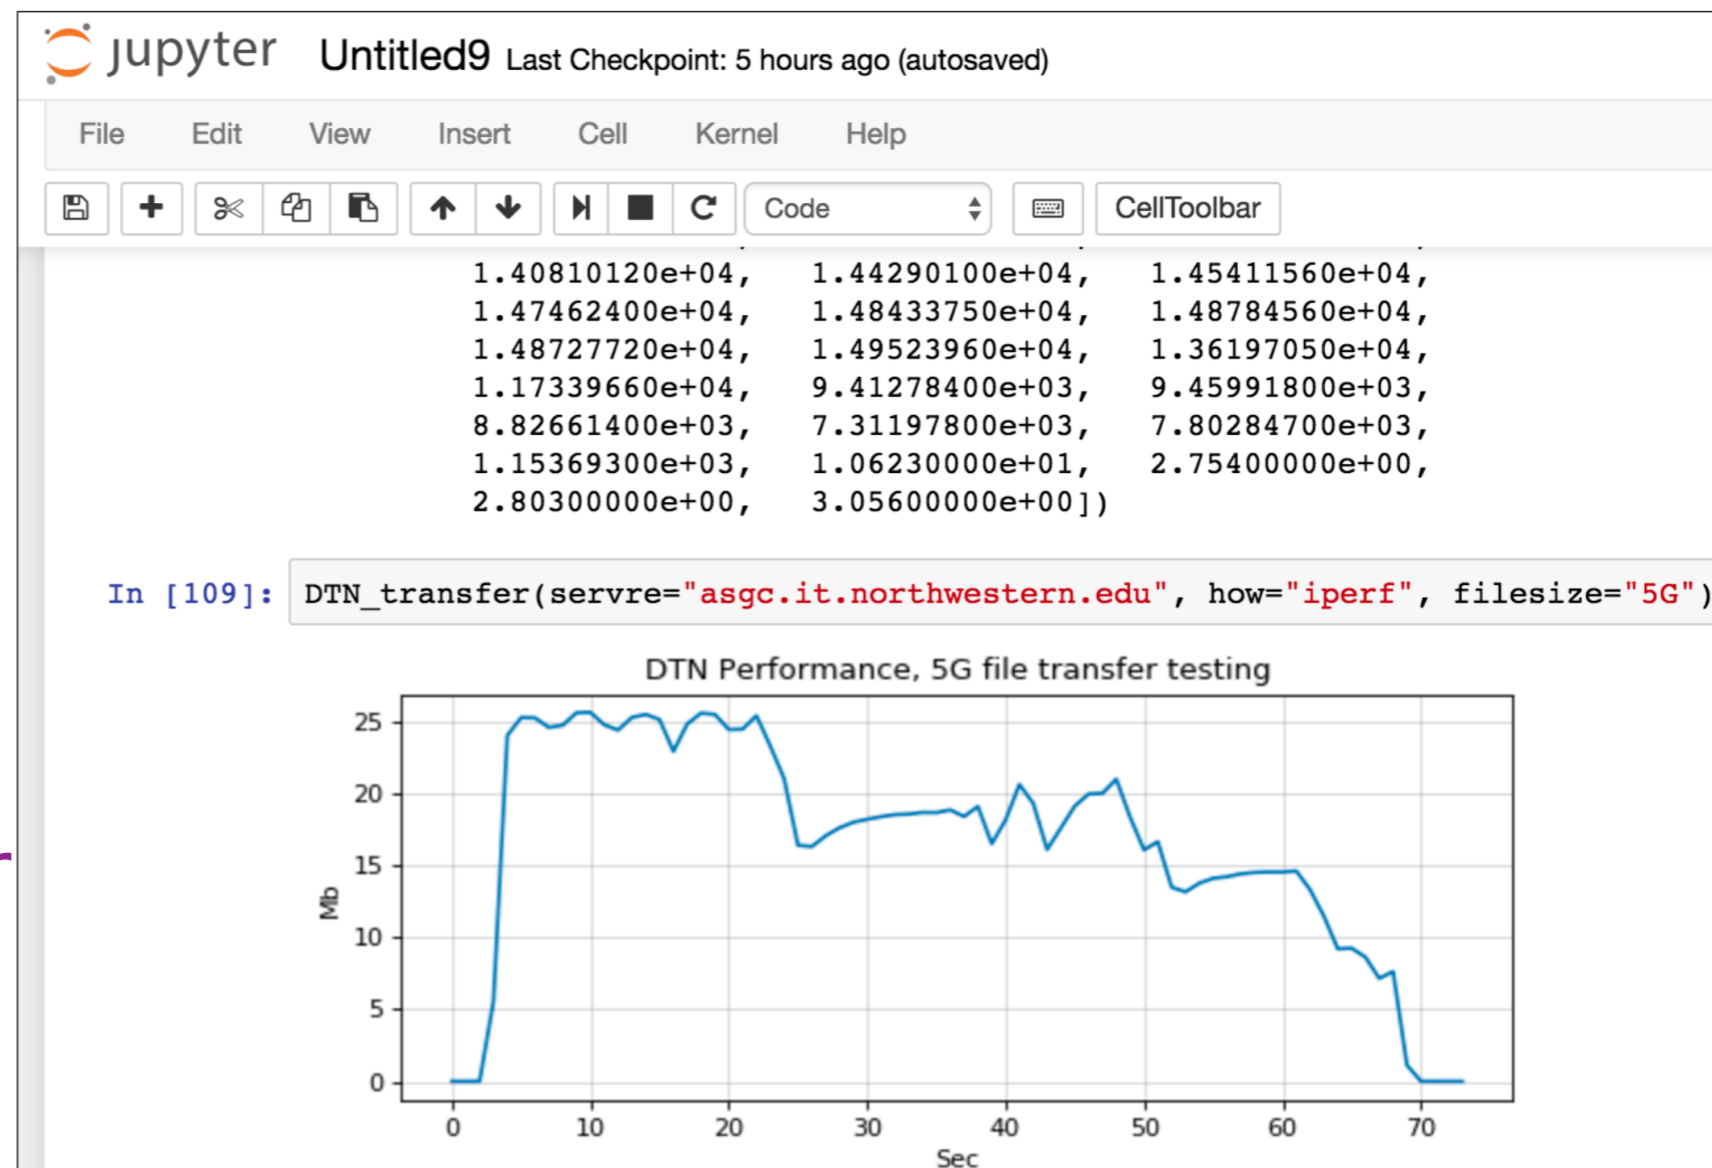 jupyter Untitled9 Last Checkpoint: 5 hours ago (autosaved)
File Edit View Insert Cell Kernel Help
Code CellToolbar
1.40810120e+04, 1.44290100e+04, 1.45411560e+04,
1.47462400e+04, 1.48433750e+04, 1.48784560e+04,
1.48727720e+04, 1.49523960e+04, 1.36197050e+04,
1.17339660e+04, 9.41278400e+03, 9.45991800e+03,
8.82661400e+03, 7.31197800e+03, 7.80284700e+03,
1.15369300e+03, 1.06230000e+01, 2.75400000e+00,
2.80300000e+00, 3.05600000e+00])
In [109]: DTN_transfer(servre="asgc.it.northwestern.edu", how="iperf", filesize="5G")
DTN Performance, 5G file transfer testing
25
20
15
10
5
0
Mb
0 10 20 30 40 50 60 70
Sec